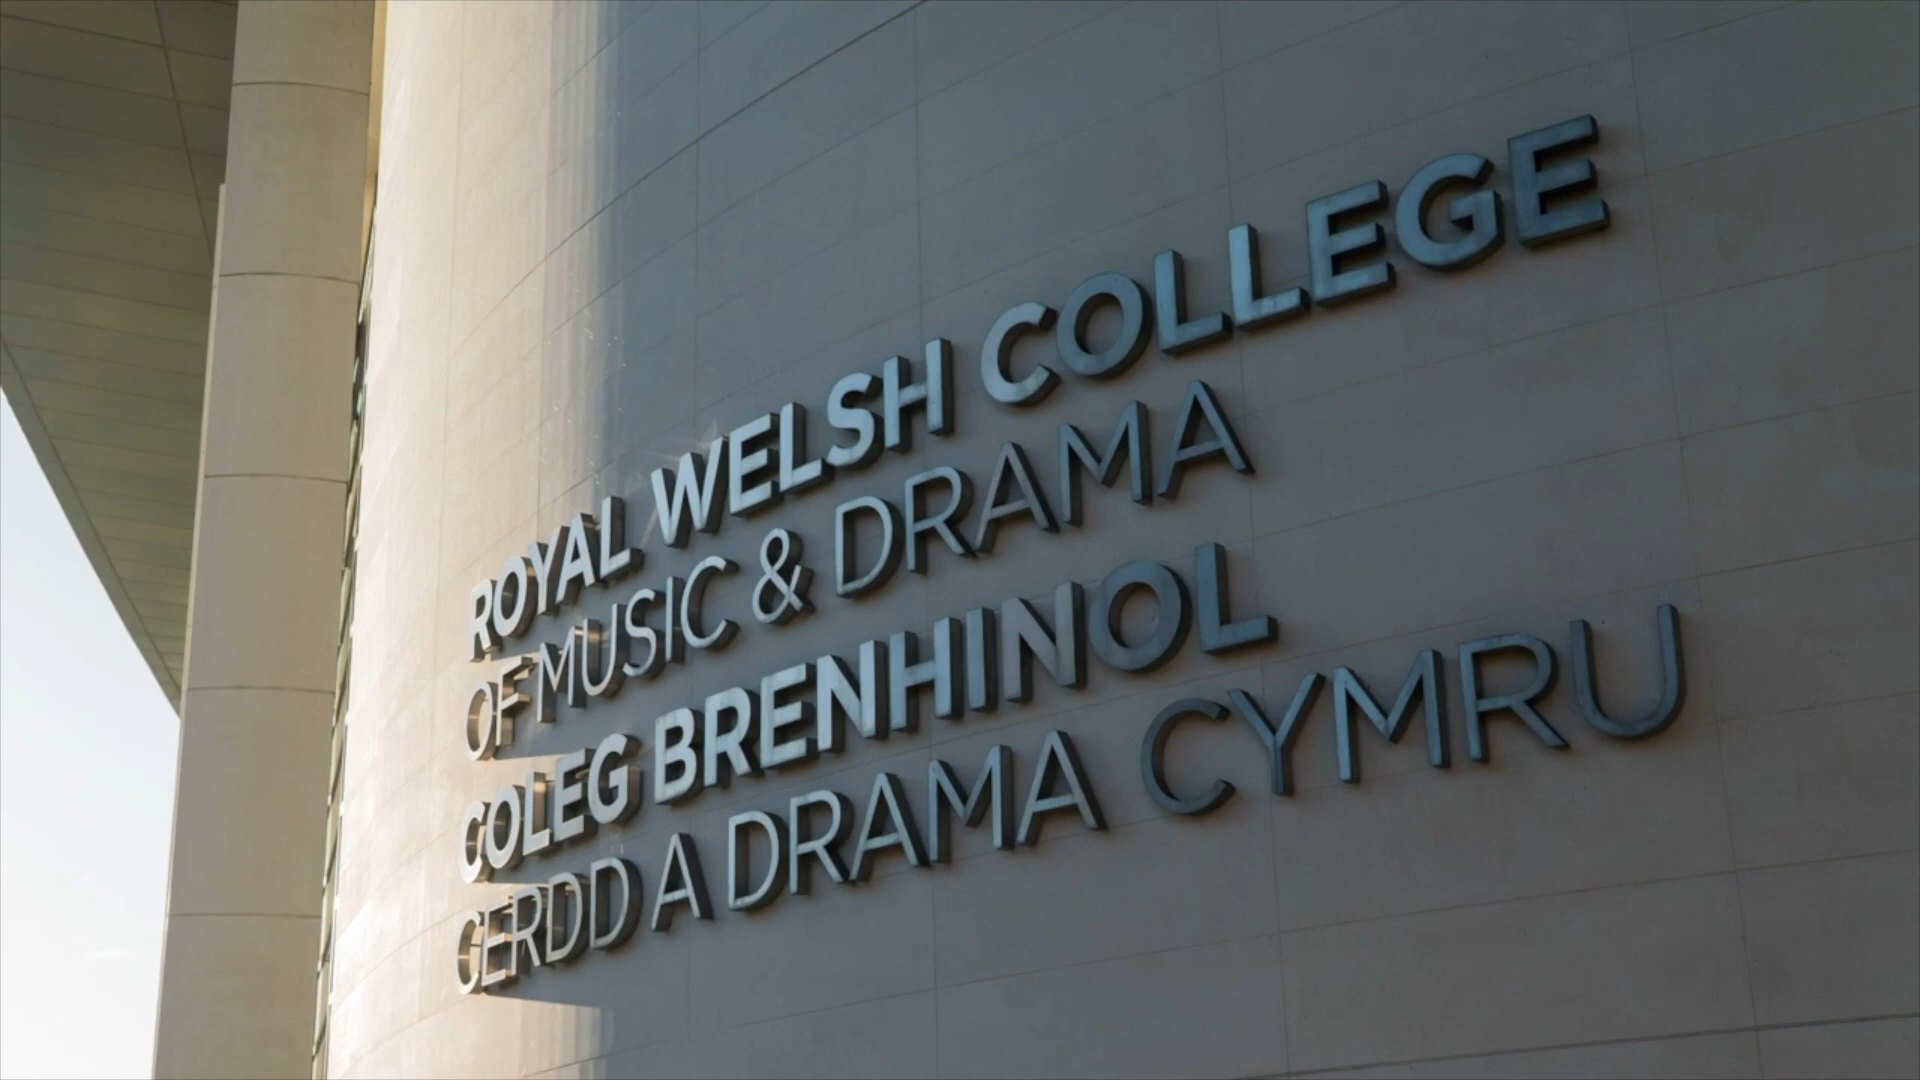 ROYAL WELSH COLLEGE
OF MUSIC & DRAMA
COLEG BRENHINOL
CERDD A DRAMA CYMRU